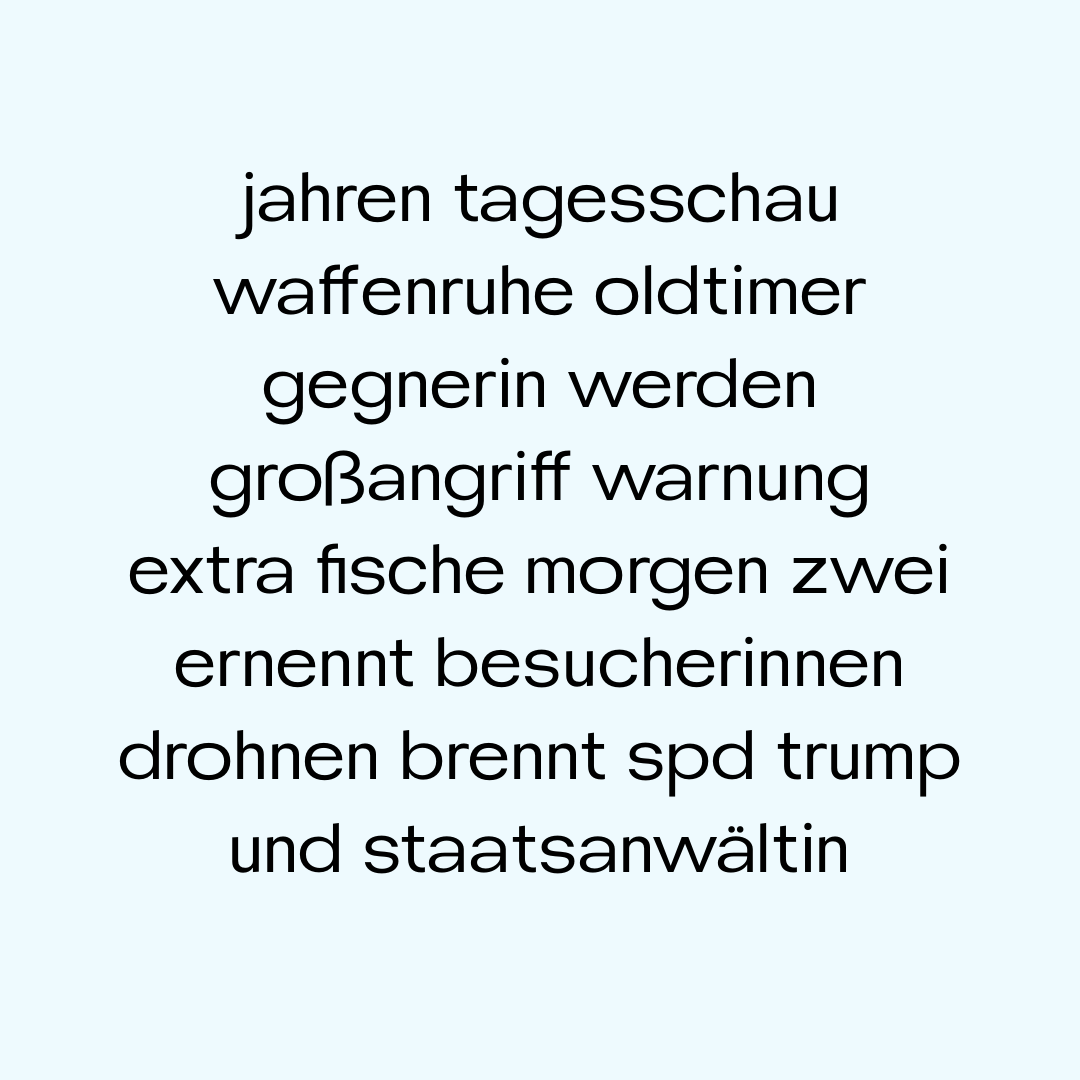 jahren tagesschau
waffenruhe oldtimer
gegnerin werden
großangriff warnung
extra fische morgen zwei
ernennt besucherinnen
drohnen brennt spd trump
und staatsanwältin